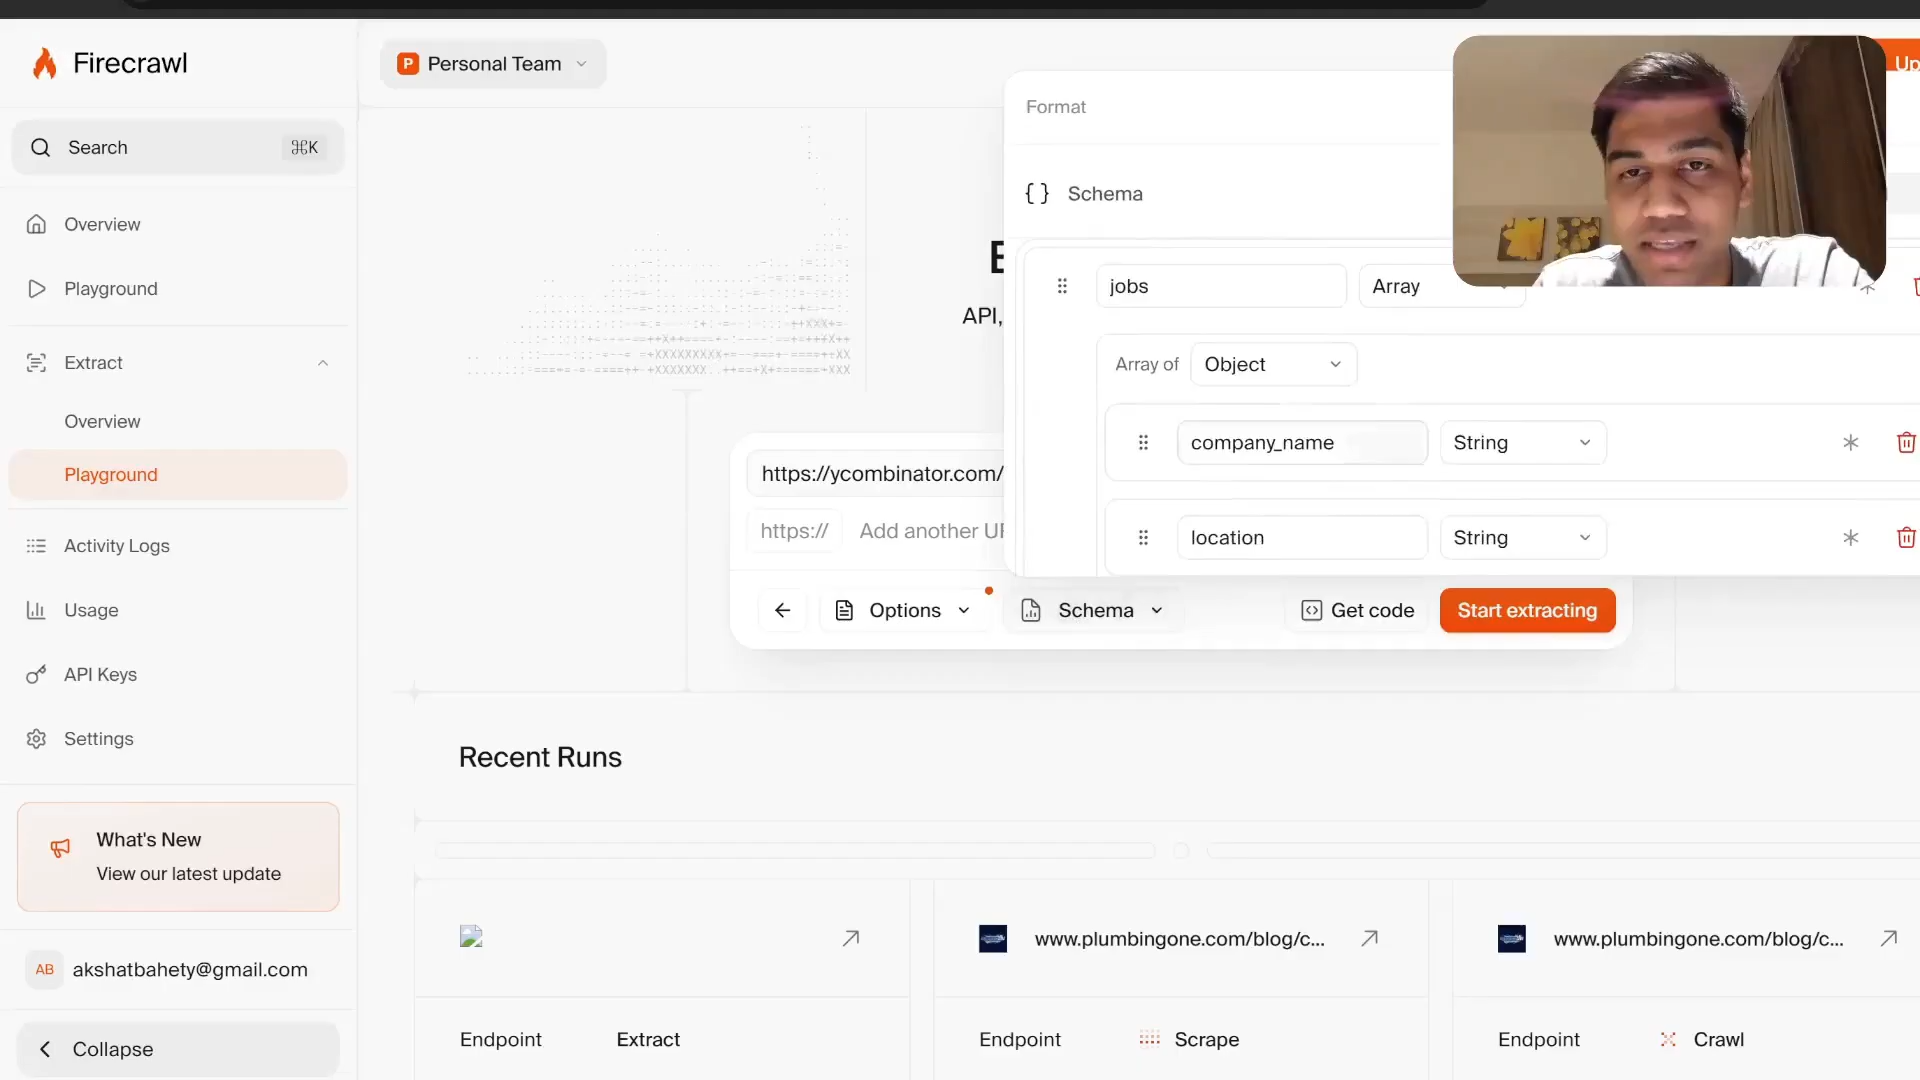 Firecrawl
Search
⌘K
Overview
Playground
Extract
Overview
Playground
Activity Logs
Usage
API Keys
Settings
What's New
View our latest update
AB
akshatbahety@gmail.com
Collapse
P
Personal Team
Up
API,
https://ycombinator.com/
https://
Add another
Options
Schema
Get code
Start extracting
Format
{ }
Schema
jobs
Array
Array of
Object
company_name
String
location
String
Recent Runs
www.plumbingone.com/blog/c...
www.plumbingone.com/blog/c...
Endpoint
Extract
Endpoint
Scrape
Endpoint
Crawl